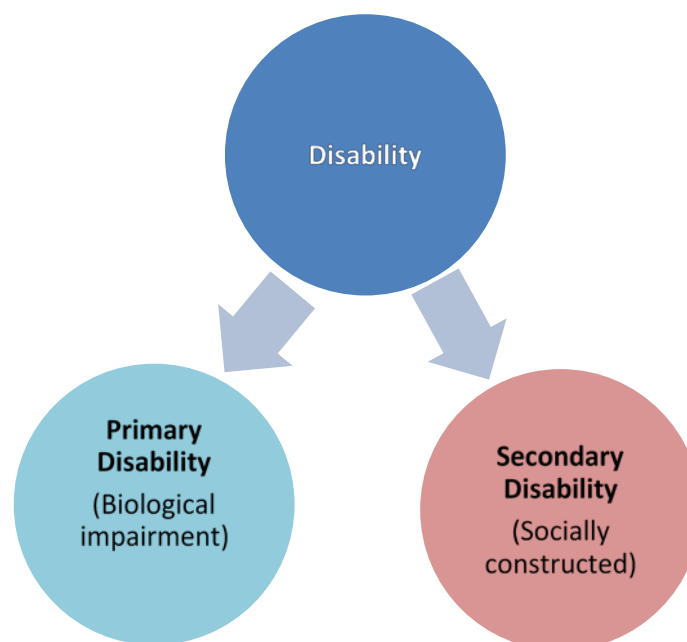 Disability
Primary
Disability
(Biological
impairment)
Secondary
Disability
(Socially
constructed)